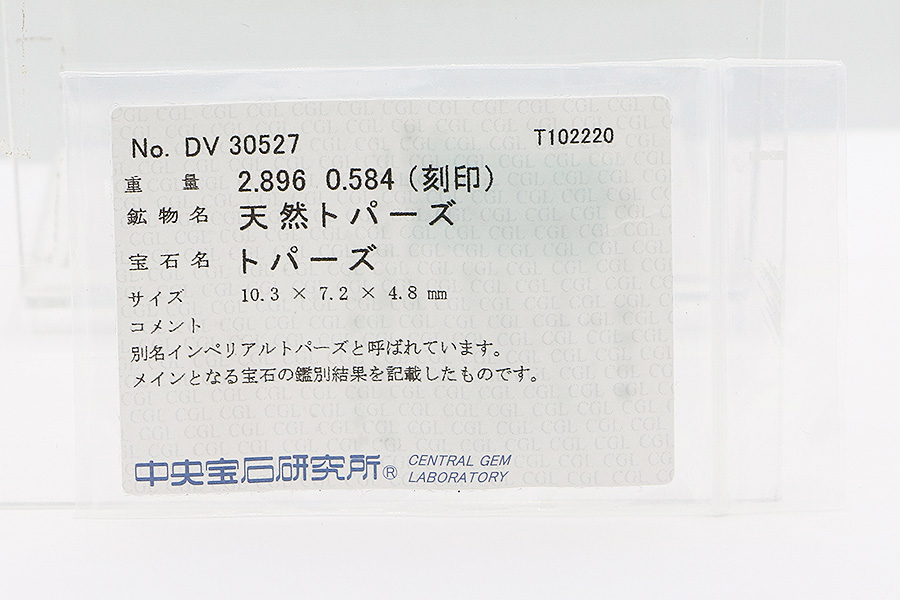 No. DV 30527 T102220
重量 2.896 0.584(刻印)
鉱物名 天然トパーズ
宝石名 トパーズ
サイズ 10.3 × 7.2 × 4.8 mm
コメント
別名インペリアルトパーズと呼ばれています。
メインとなる宝石の鑑別結果を記載したものです。
中央宝石研究所® CENTRAL GEM
LABORATORY